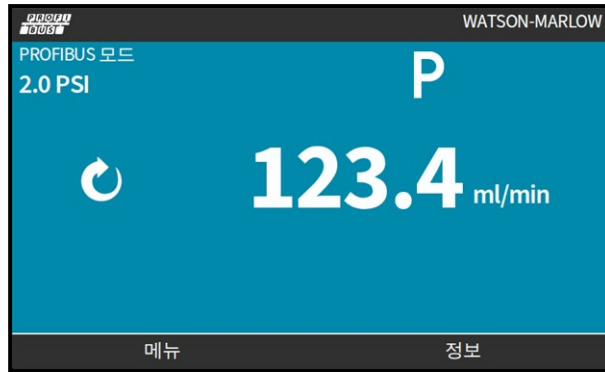 PROFI
BUS
WATSON-MARLOW
PROFIBUS 모드
2.0 PSI
P
123.4 ml/min
메뉴
정보